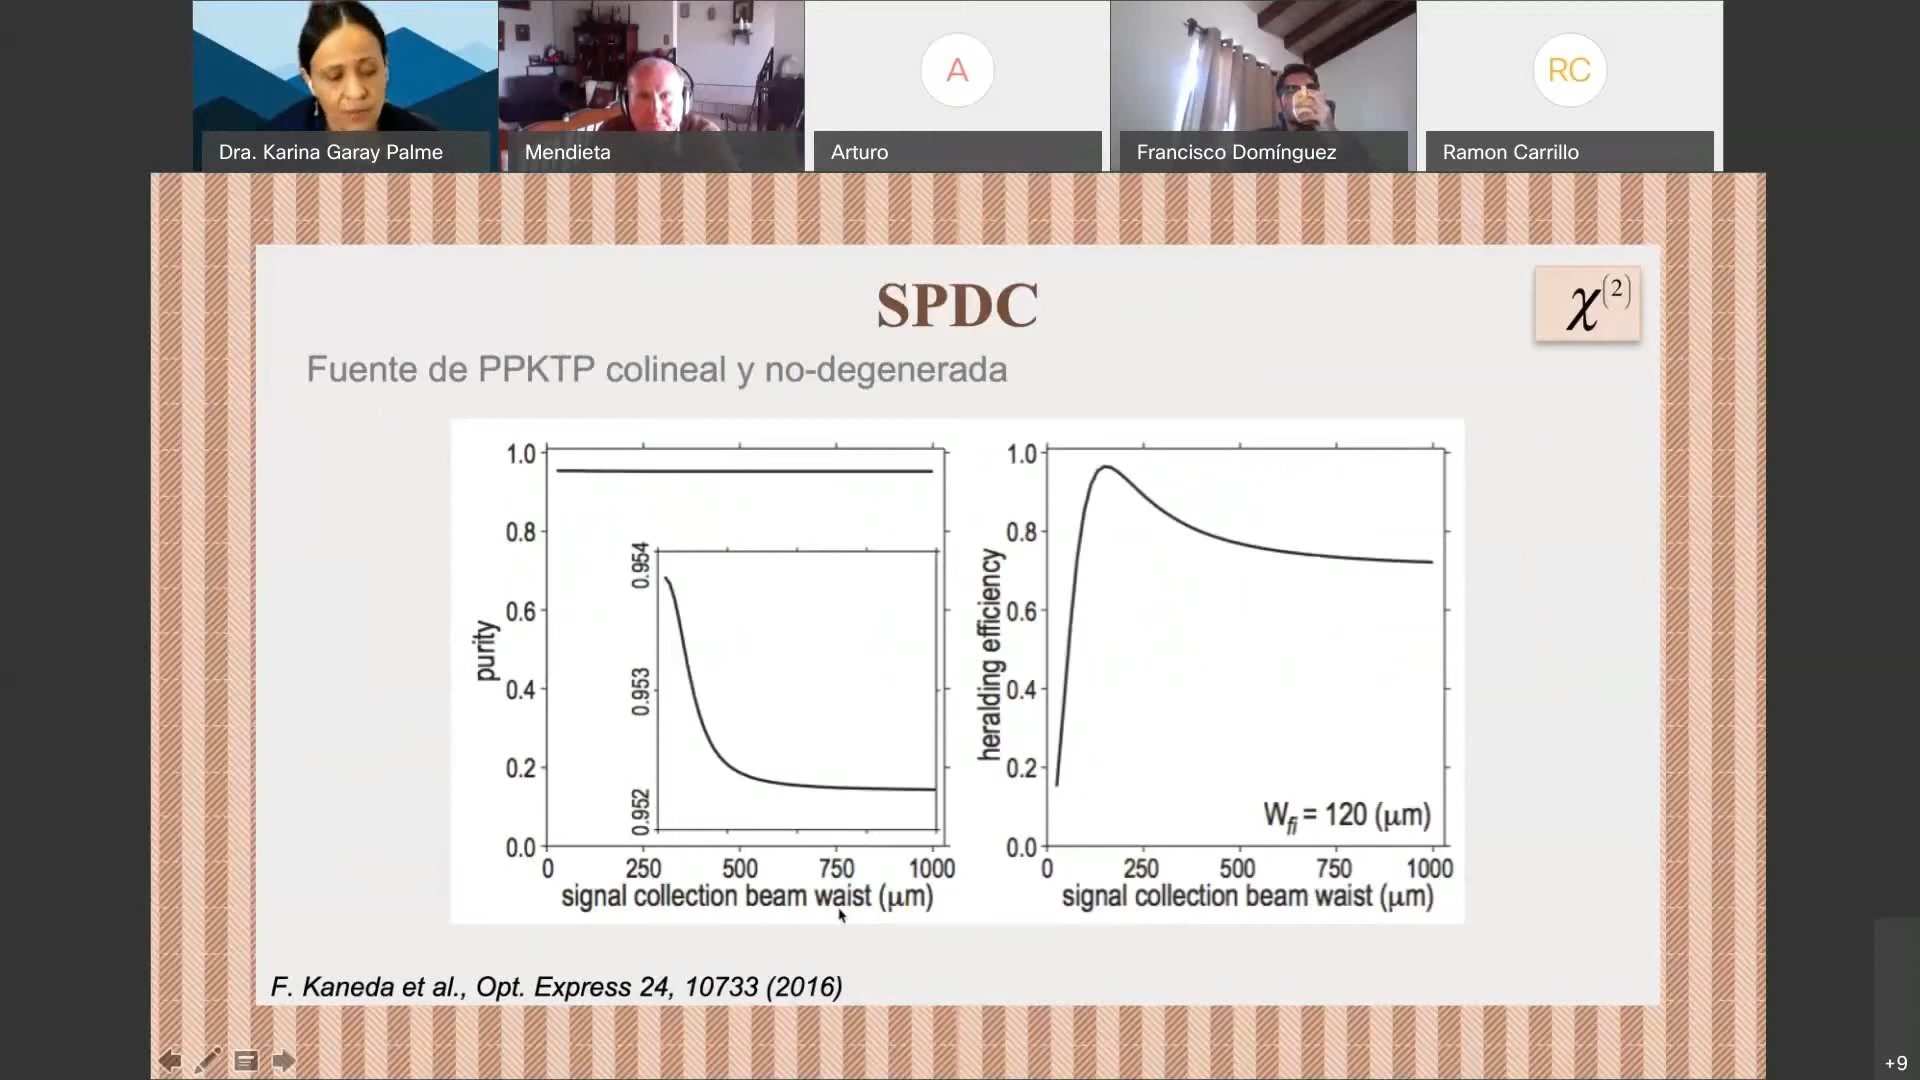 Dra. Karina Garay Palme
Mendieta
A
Arturo
Francisco Domínguez
RC
Ramon Carrillo
SPDC
χ(2)
Fuente de PPKTP colineal y no-degenerada
purity
1.0
0.8
0.6
0.4
0.2
0.0
0.954
0.953
0.952
0 250 500 750 1000
signal collection beam waist (μm)
heralding efficiency
1.0
0.8
0.6
0.4
0.2
0.0
Wfi = 120 (μm)
0 250 500 750 1000
signal collection beam waist (μm)
F. Kaneda et al., Opt. Express 24, 10733 (2016)
+9